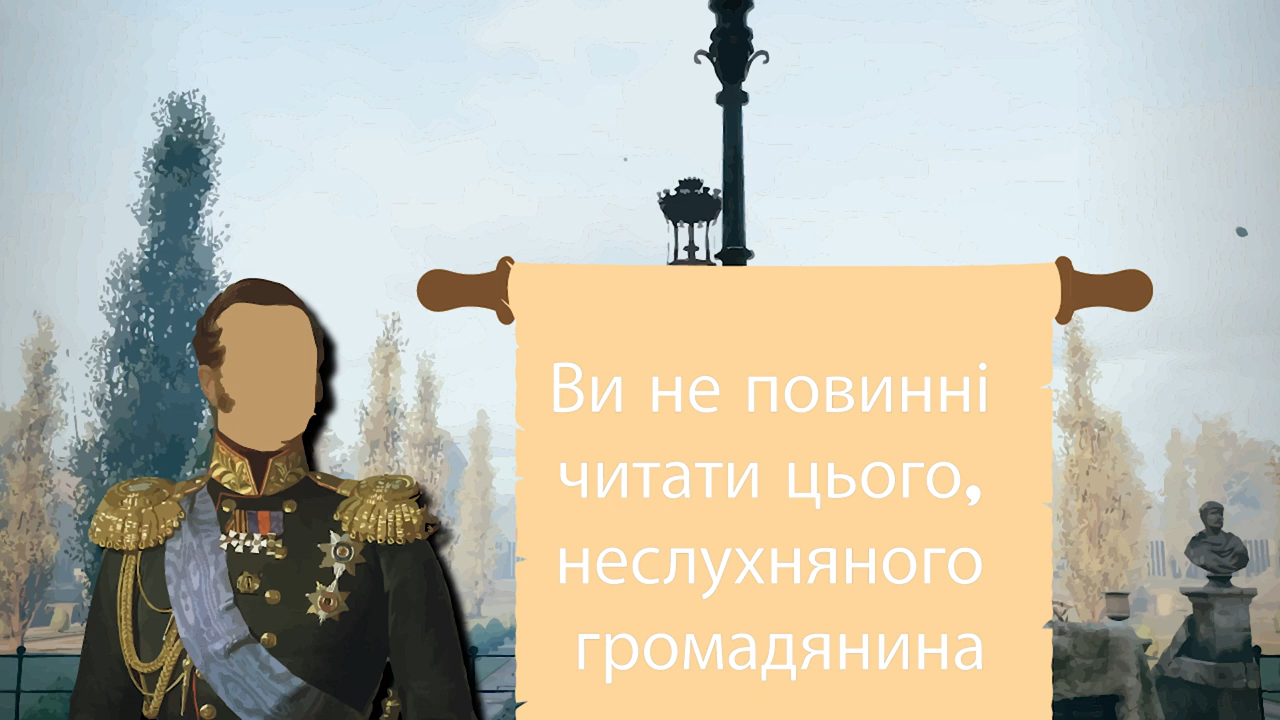 Ви не повинні
читати цього,
неслухняного
громадянина